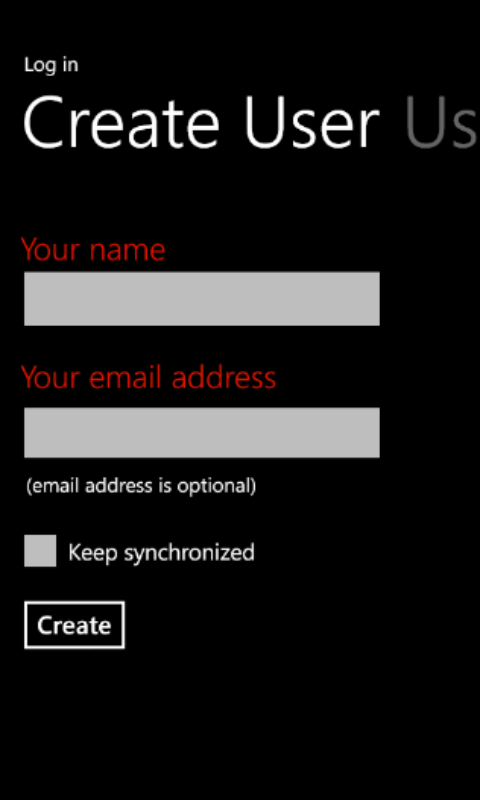 Log in
Create User Us
Your name
Your email address
(email address is optional)
Keep synchronized
Create